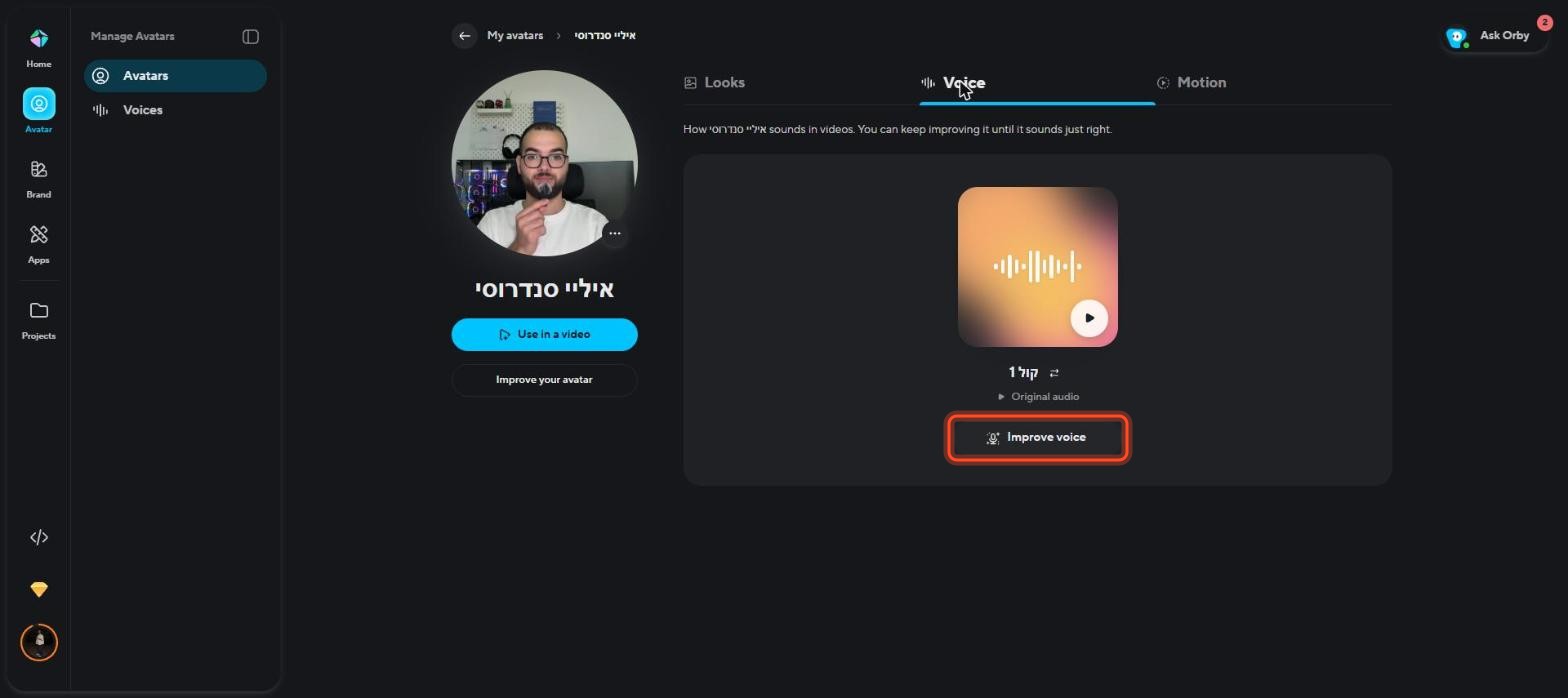 Home
Avatar
Brand
Apps
Projects
Manage Avatars
Avatars
Voices
My avatars › איליי סנדרוסי
איליי סנדרוסי
Use in a video
Improve your avatar
Looks
Voice
Motion
How איליי סנדרוסי sounds in videos. You can keep improving it until it sounds just right.
קול 1
Original audio
Improve voice
Ask Orby
2